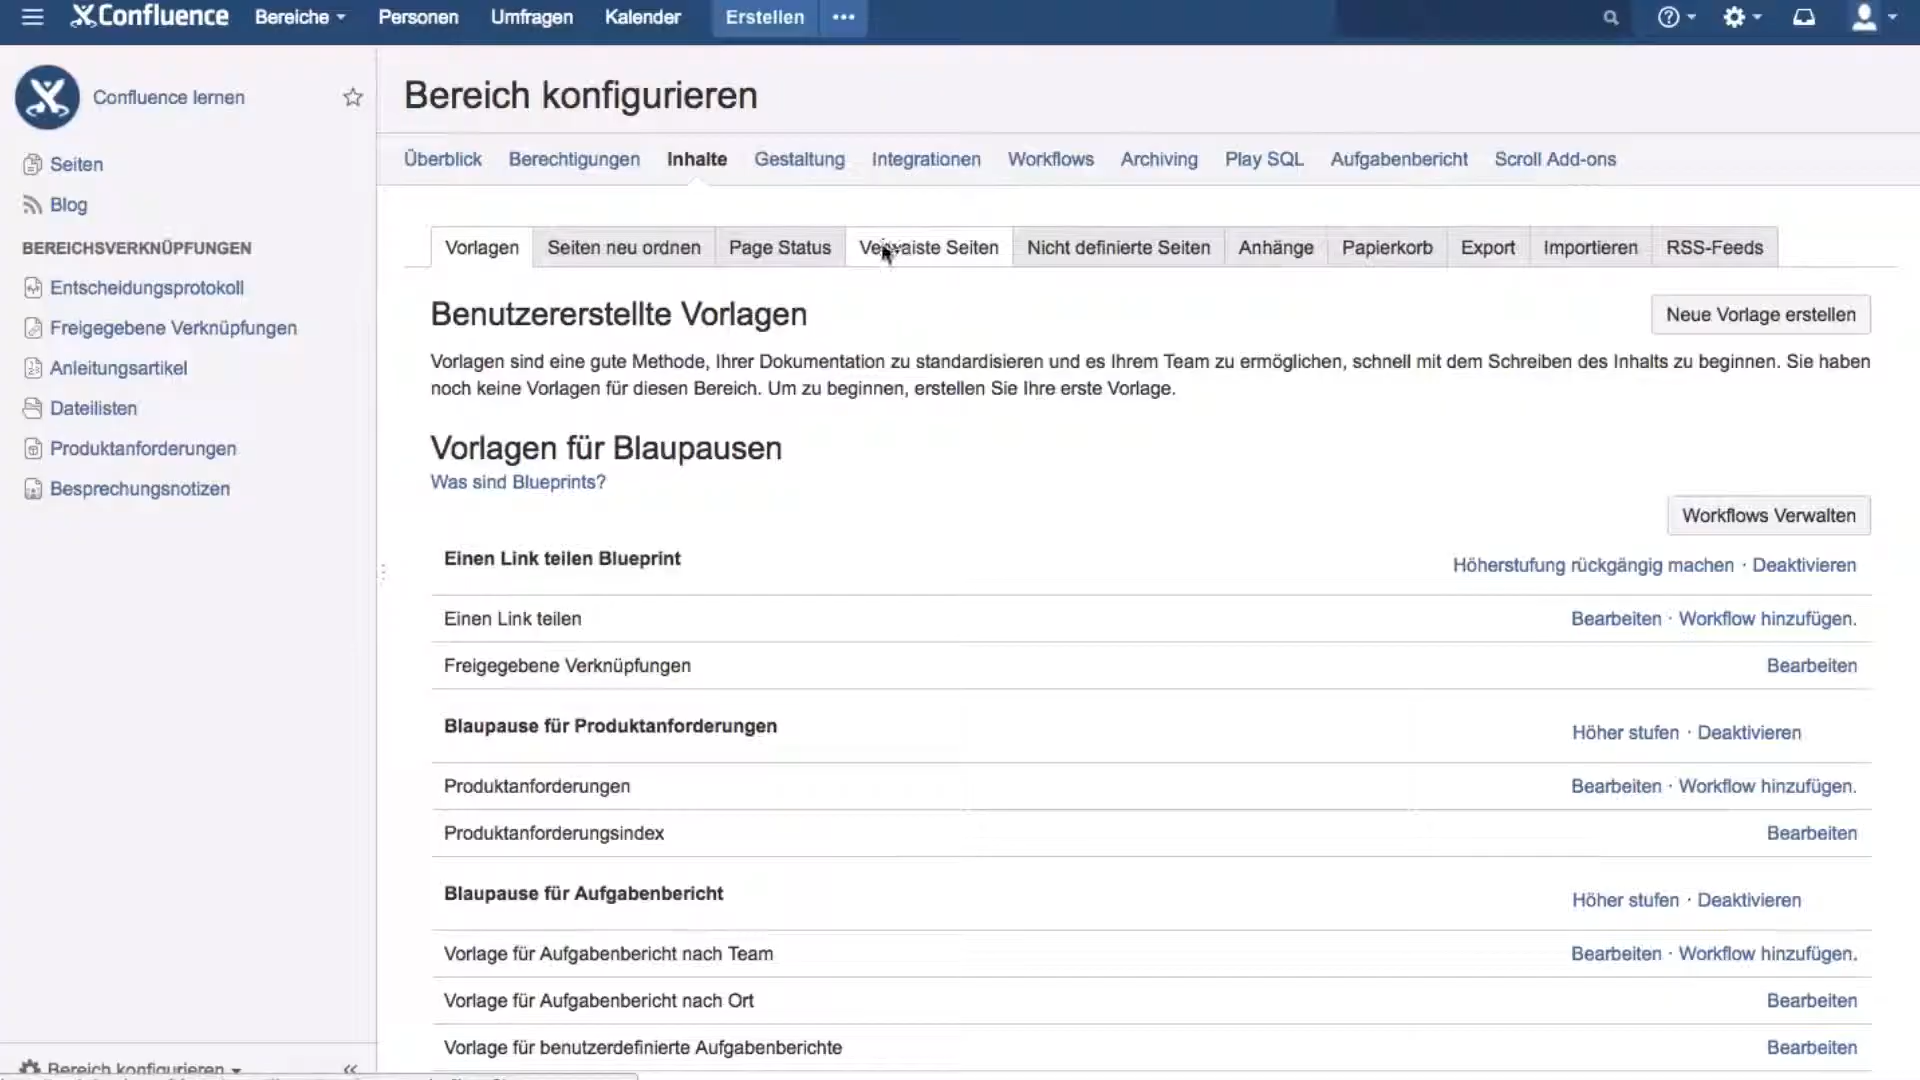 Confluence Bereiche Personen Umfragen Kalender Erstellen •••
Confluence lernen
Seiten
Blog
BEREICHSVERKNÜPFUNGEN
Entscheidungsprotokoll
Freigegebene Verknüpfungen
Anleitungsartikel
Dateilisten
Produktanforderungen
Besprechungsnotizen
Bereich konfigurieren
Bereich konfigurieren
Überblick Berechtigungen Inhalte Gestaltung Integrationen Workflows Archiving Play SQL Aufgabenbericht Scroll Add-ons
Vorlagen Seiten neu ordnen Page Status Verwaiste Seiten Nicht definierte Seiten Anhänge Papierkorb Export Importieren RSS-Feeds
Benutzererstellte Vorlagen
Neue Vorlage erstellen
Vorlagen sind eine gute Methode, Ihrer Dokumentation zu standardisieren und es Ihrem Team zu ermöglichen, schnell mit dem Schreiben des Inhalts zu beginnen. Sie haben
noch keine Vorlagen für diesen Bereich. Um zu beginnen, erstellen Sie Ihre erste Vorlage.
Vorlagen für Blaupausen
Was sind Blueprints?
Workflows Verwalten
Einen Link teilen Blueprint Höherstufung rückgängig machen · Deaktivieren
Einen Link teilen Bearbeiten · Workflow hinzufügen.
Freigegebene Verknüpfungen Bearbeiten
Blaupause für Produktanforderungen Höher stufen · Deaktivieren
Produktanforderungen Bearbeiten · Workflow hinzufügen.
Produktanforderungsindex Bearbeiten
Blaupause für Aufgabenbericht Höher stufen · Deaktivieren
Vorlage für Aufgabenbericht nach Team Bearbeiten · Workflow hinzufügen.
Vorlage für Aufgabenbericht nach Ort Bearbeiten
Vorlage für benutzerdefinierte Aufgabenberichte Bearbeiten